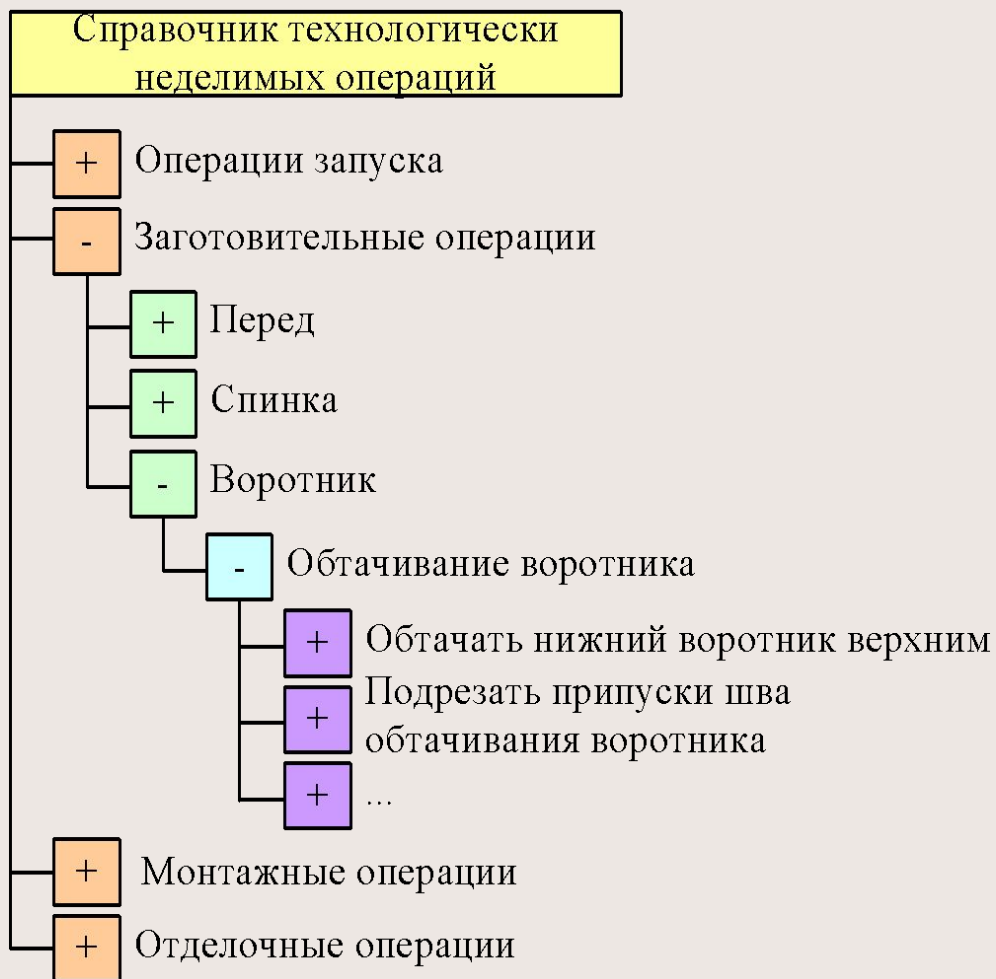 Справочник технологически
неделимых операций
+ Операции запуска
- Заготовительные операции
+ Перед
+ Спинка
- Воротник
- Обтачивание воротника
+ Обтачать нижний воротник верхним
+ Подрезать припуски шва
обтачивания воротника
+ ...
+ Монтажные операции
+ Отделочные операции